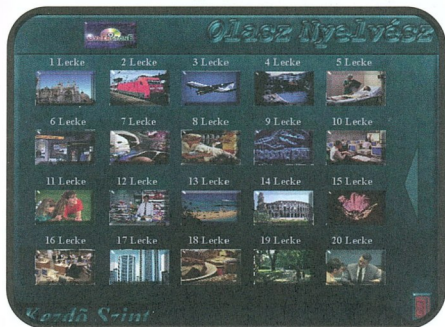 Olasz Nyelvész
1 Lecke 2 Lecke 3 Lecke 4 Lecke 5 Lecke
6 Lecke 7 Lecke 8 Lecke 9 Lecke 10 Lecke
11 Lecke 12 Lecke 13 Lecke 14 Lecke 15 Lecke
16 Lecke 17 Lecke 18 Lecke 19 Lecke 20 Lecke
Kezdő Szint